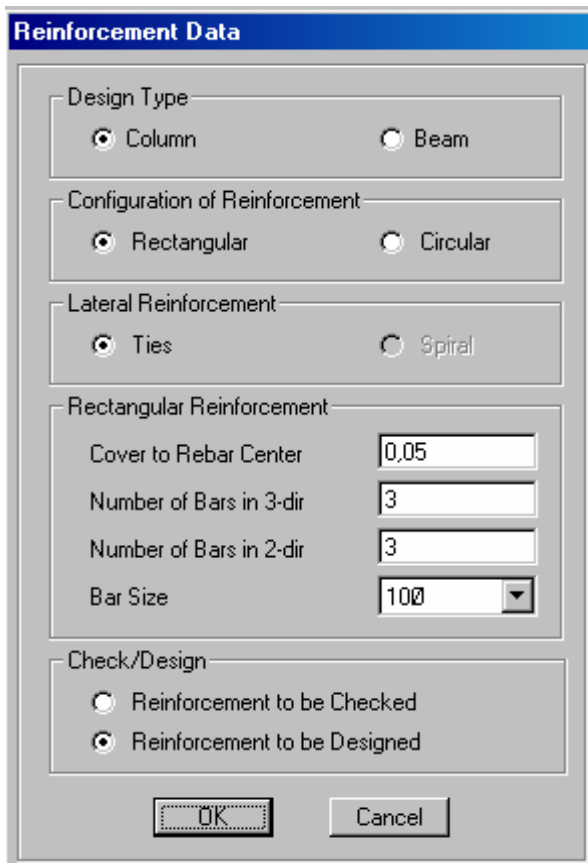 Reinforcement Data
Design Type
Column Beam
Configuration of Reinforcement
Rectangular Circular
Lateral Reinforcement
Ties Spiral
Rectangular Reinforcement
Cover to Rebar Center 0,05
Number of Bars in 3-dir 3
Number of Bars in 2-dir 3
Bar Size 10Ø
Check/Design
Reinforcement to be Checked
Reinforcement to be Designed
OK Cancel